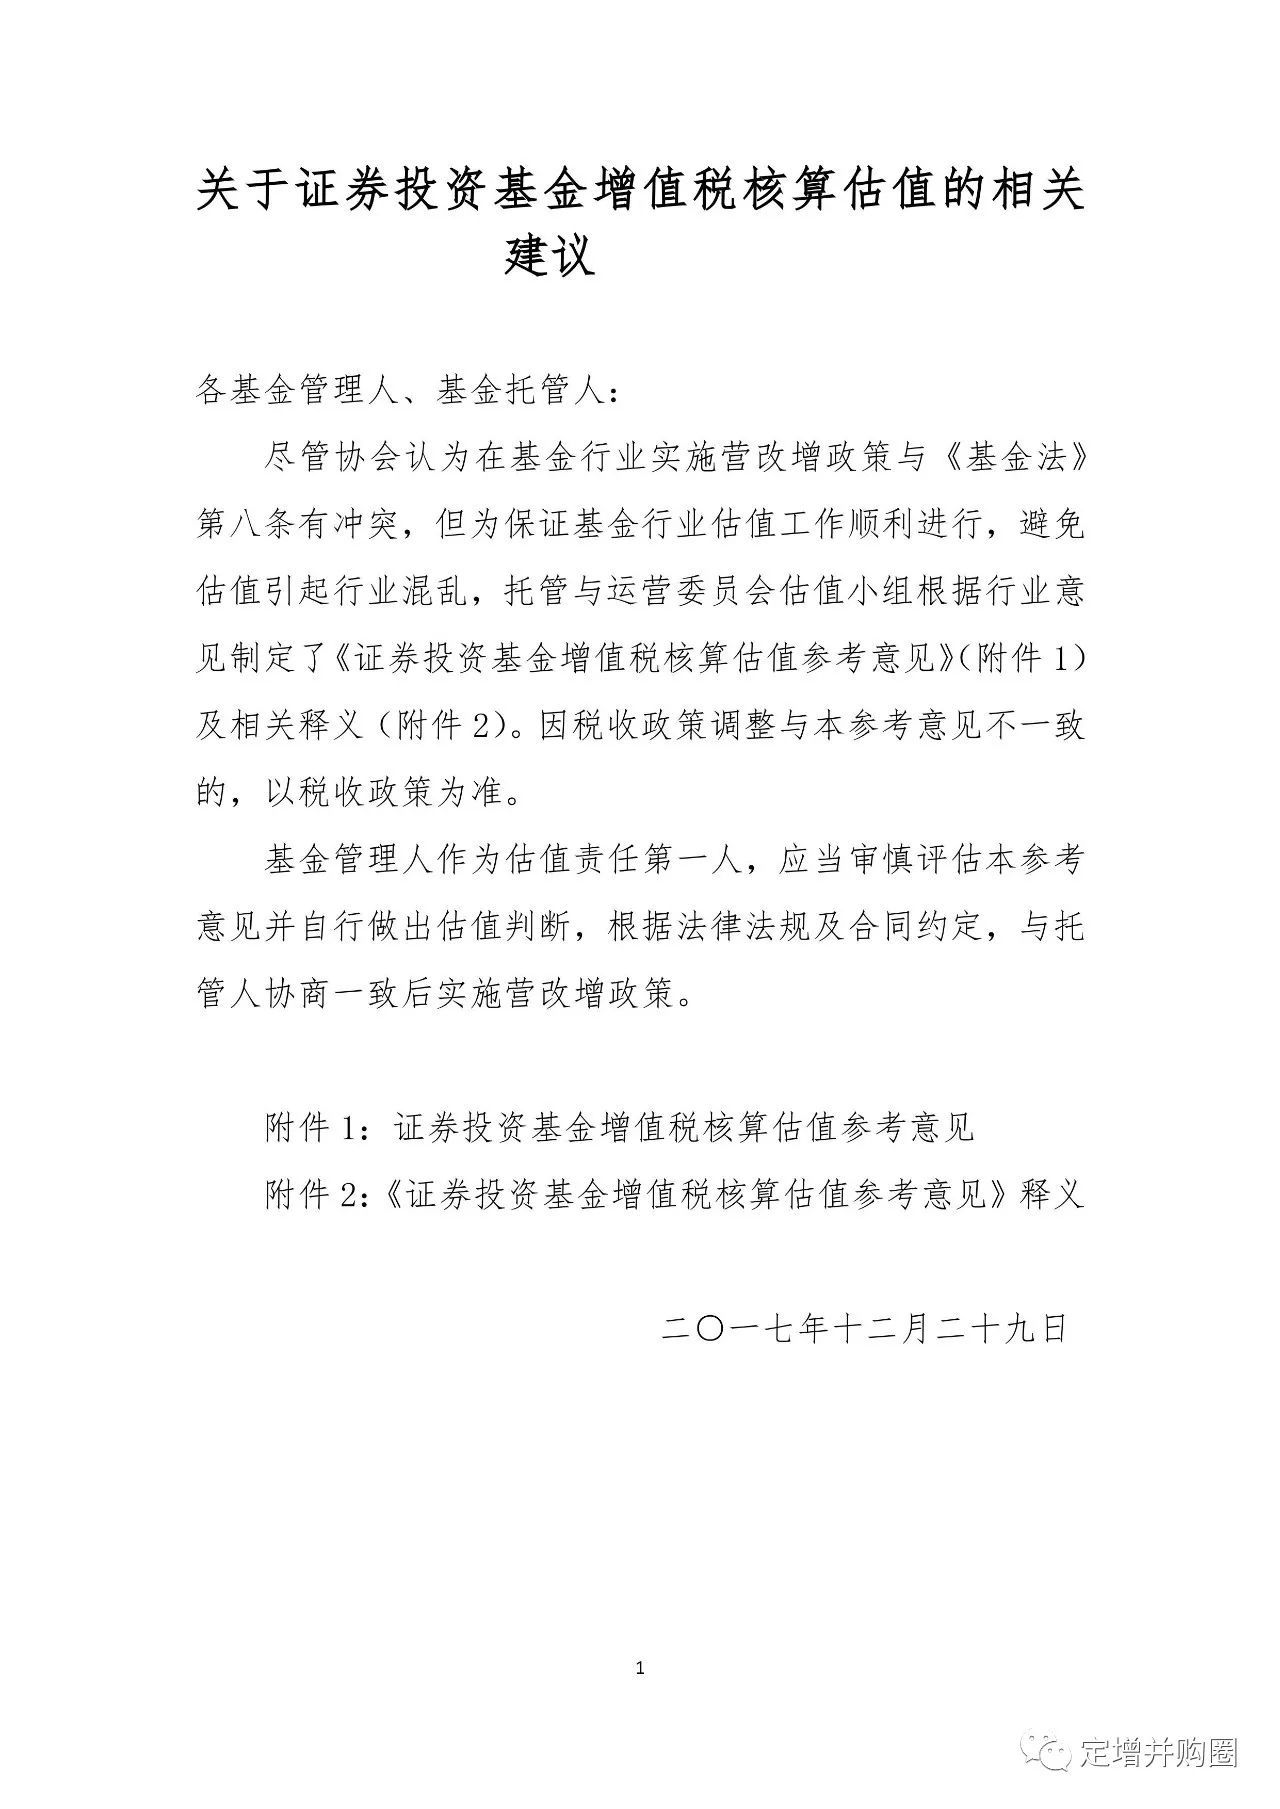 关于证券投资基金增值税核算估值的相关
建议
各基金管理人、基金托管人：
尽管协会认为在基金行业实施营改增政策与《基金法》
第八条有冲突，但为保证基金行业估值工作顺利进行，避免
估值引起行业混乱，托管与运营委员会估值小组根据行业意
见制定了《证券投资基金增值税核算估值参考意见》（附件1）
及相关释义（附件2）。因税收政策调整与本参考意见不一致
的，以税收政策为准。
基金管理人作为估值责任第一人，应当审慎评估本参考
意见并自行做出估值判断，根据法律法规及合同约定，与托
管人协商一致后实施营改增政策。
附件1：证券投资基金增值税核算估值参考意见
附件2：《证券投资基金增值税核算估值参考意见》释义
二〇一七年十二月二十九日
1
定增并购圈